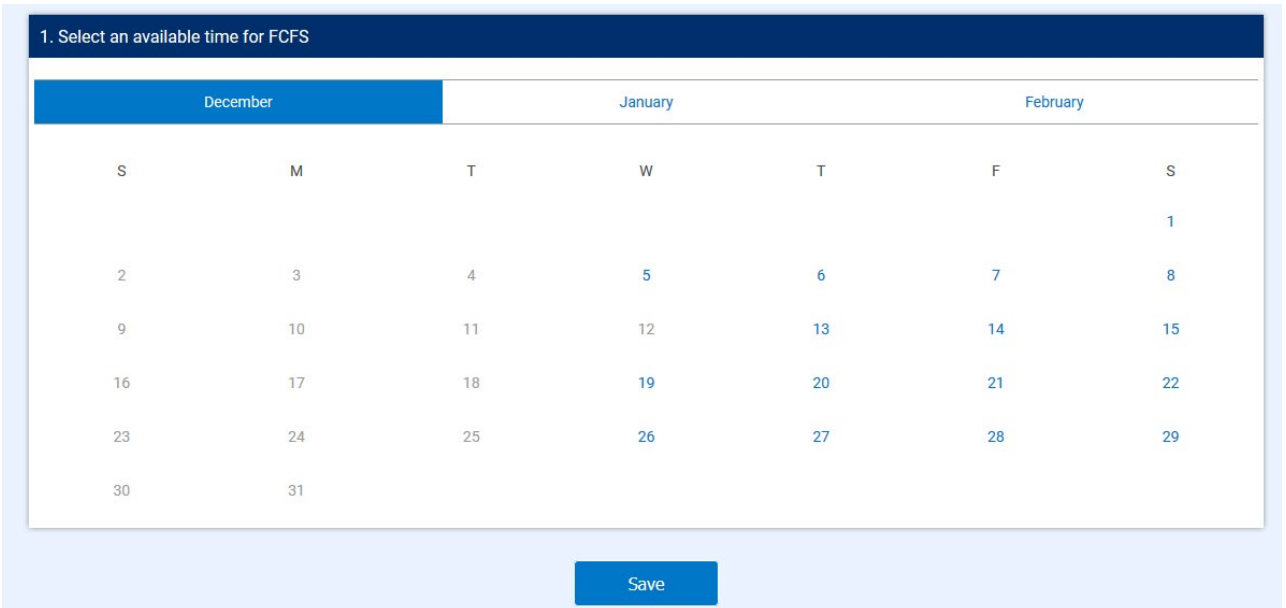 1. Select an available time for FCFS
December January February
S M T W T F S
1
2 3 4 5 6 7 8
9 10 11 12 13 14 15
16 17 18 19 20 21 22
23 24 25 26 27 28 29
30 31
Save